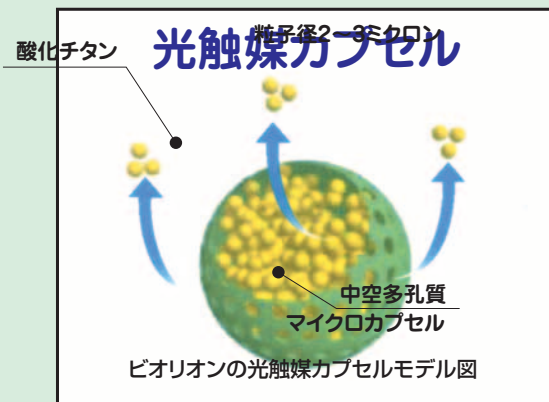 粒子径2ー3ミクロン
光触媒カプセル
酸化チタン
中空多孔質
マイクロカプセル
ビオリオンの光触媒カプセルモデル図